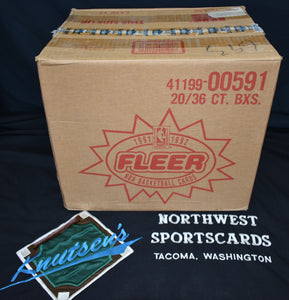 41199-00591
20/36 CT. BXS.
1991 1992
FLEER
NBA BASKETBALL CARDS
Knutsen's
NORTHWEST
SPORTSCARDS
TACOMA, WASHINGTON